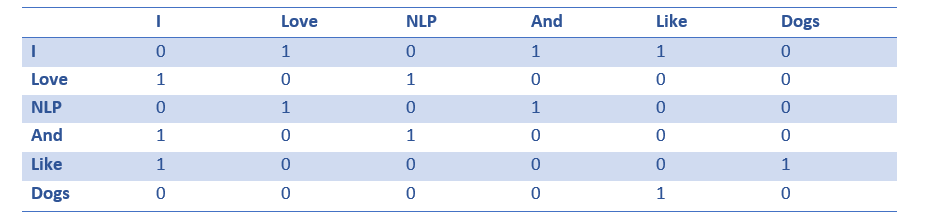 I Love NLP And Like Dogs
I 0 1 0 1 1 0
Love 1 0 1 0 0 0
NLP 0 1 0 1 0 0
And 1 0 1 0 0 0
Like 1 0 0 0 0 1
Dogs 0 0 0 0 1 0